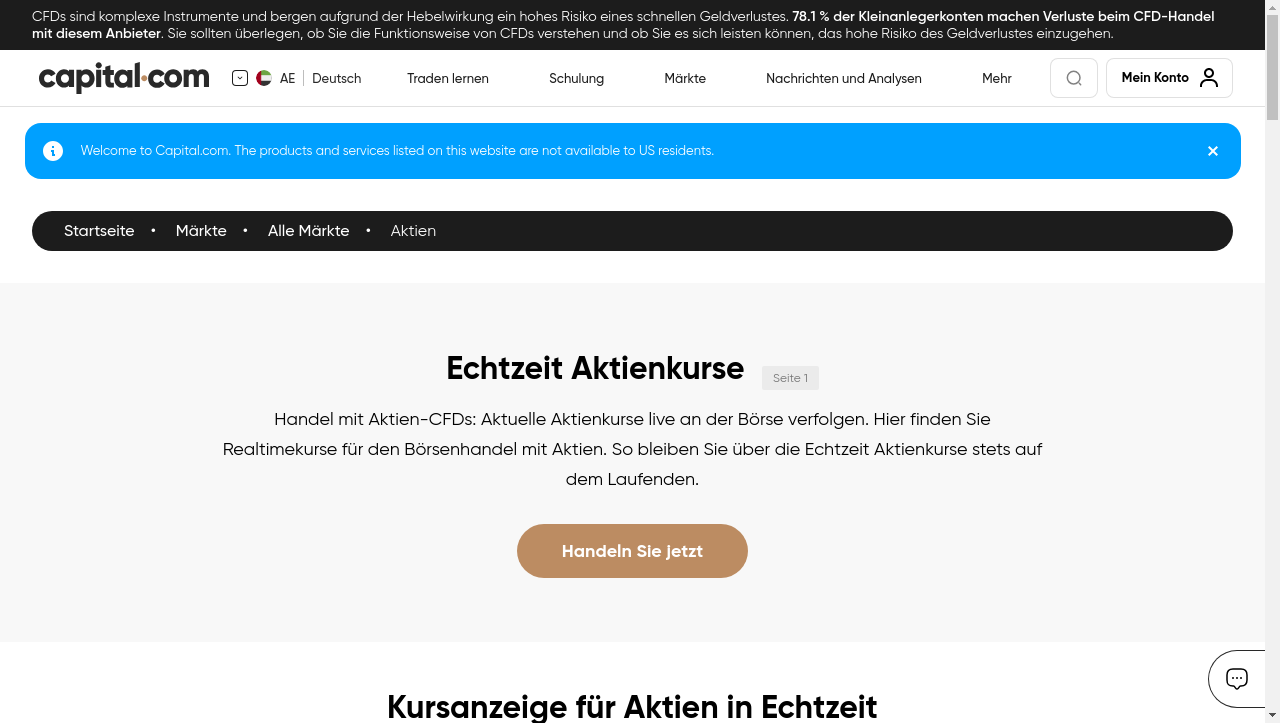 CFDs sind komplexe Instrumente und bergen aufgrund der Hebelwirkung ein hohes Risiko eines schnellen Geldverlustes. 78.1 % der Kleinanlegerkonten machen Verluste beim CFD-Handel
mit diesem Anbieter. Sie sollten überlegen, ob Sie die Funktionsweise von CFDs verstehen und ob Sie es sich leisten können, das hohe Risiko des Geldverlustes einzugehen.
capital.com AE Deutsch Traden lernen Schulung Märkte Nachrichten und Analysen Mehr Mein Konto
Welcome to Capital.com. The products and services listed on this website are not available to US residents.
Startseite • Märkte • Alle Märkte • Aktien
Echtzeit Aktienkurse Seite 1
Handel mit Aktien-CFDs: Aktuelle Aktienkurse live an der Börse verfolgen. Hier finden Sie
Realtimekurse für den Börsenhandel mit Aktien. So bleiben Sie über die Echtzeit Aktienkurse stets auf
dem Laufenden.
Handeln Sie jetzt
Kursanzeige für Aktien in Echtzeit